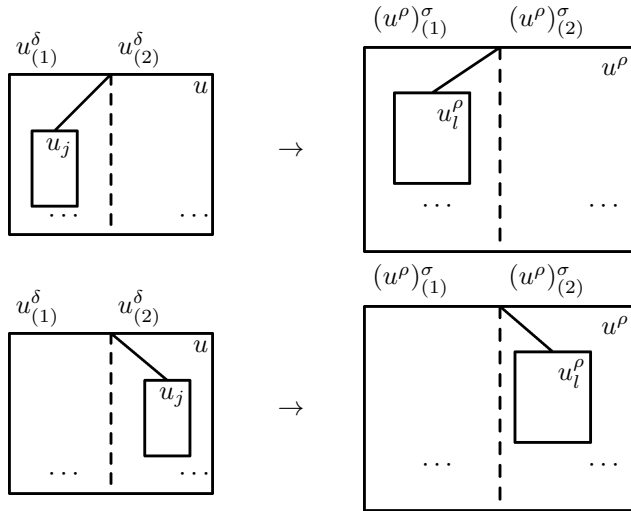 u^δ_(1) u^δ_(2) (u^ρ)^σ_(1) (u^ρ)^σ_(2)
u u^ρ
u_j → u^ρ_l
... ... ... ...
u^δ_(1) u^δ_(2) (u^ρ)^σ_(1) (u^ρ)^σ_(2)
u u^ρ
u_j → u^ρ_l
... ... ... ...